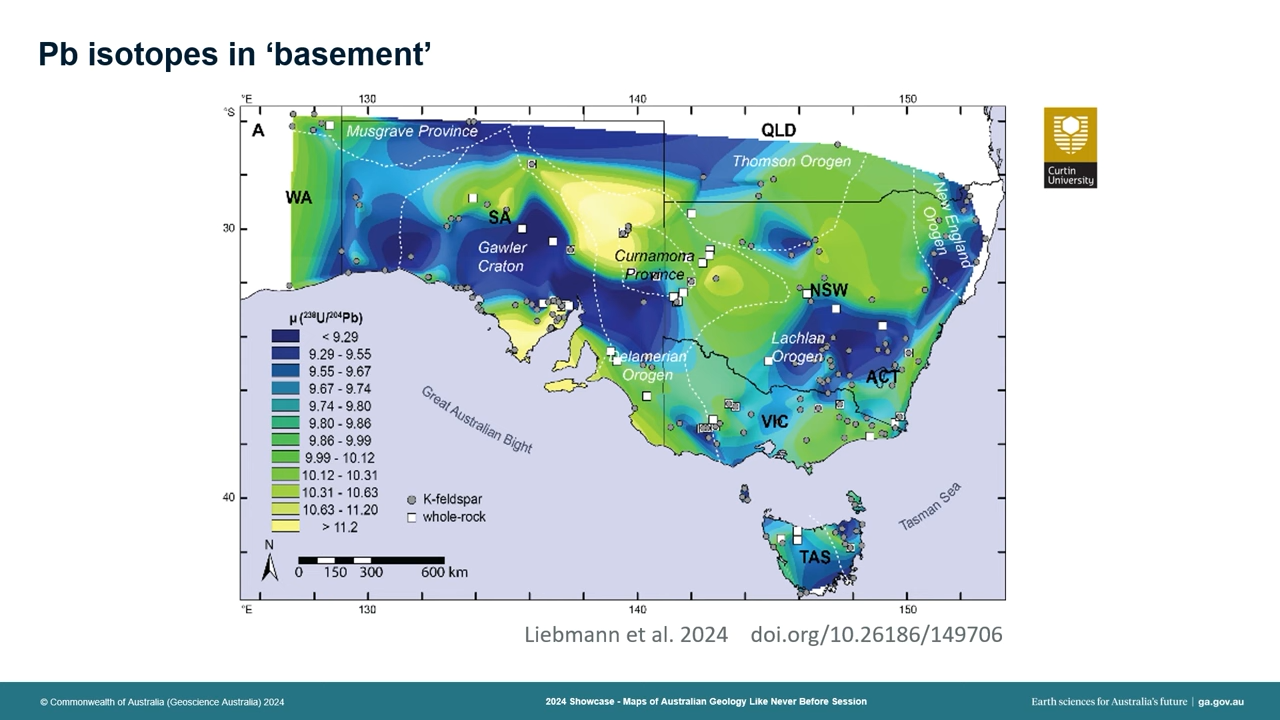 Pb isotopes in ‘basement’
°E
130
140
150
°S
A
Musgrave Province
QLD
Thomson Orogen
WA
New England
Orogen
SA
30
Gawler
Craton
Curnamona
Province
NSW
µ (²³⁸U/²⁰⁴Pb)
< 9.29
9.29 - 9.55
9.55 - 9.67
9.67 - 9.74
9.74 - 9.80
9.80 - 9.86
9.86 - 9.99
9.99 - 10.12
10.12 - 10.31
10.31 - 10.63
10.63 - 11.20
> 11.2
Lachlan
Orogen
Delamerian
Orogen
ACT
Great Australian Bight
VIC
40
K-feldspar
whole-rock
Tasman Sea
N
0 150 300 600 km
TAS
°E
130
140
150
Curtin
University
Liebmann et al. 2024 doi.org/10.26186/149706
© Commonwealth of Australia (Geoscience Australia) 2024
2024 Showcase - Maps of Australian Geology Like Never Before Session
Earth sciences for Australia’s future | ga.gov.au